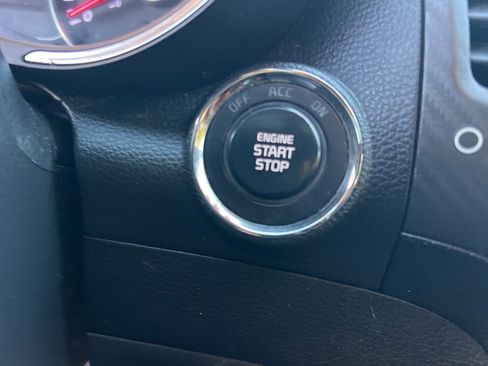 OFF ACC ON
ENGINE
START
STOP